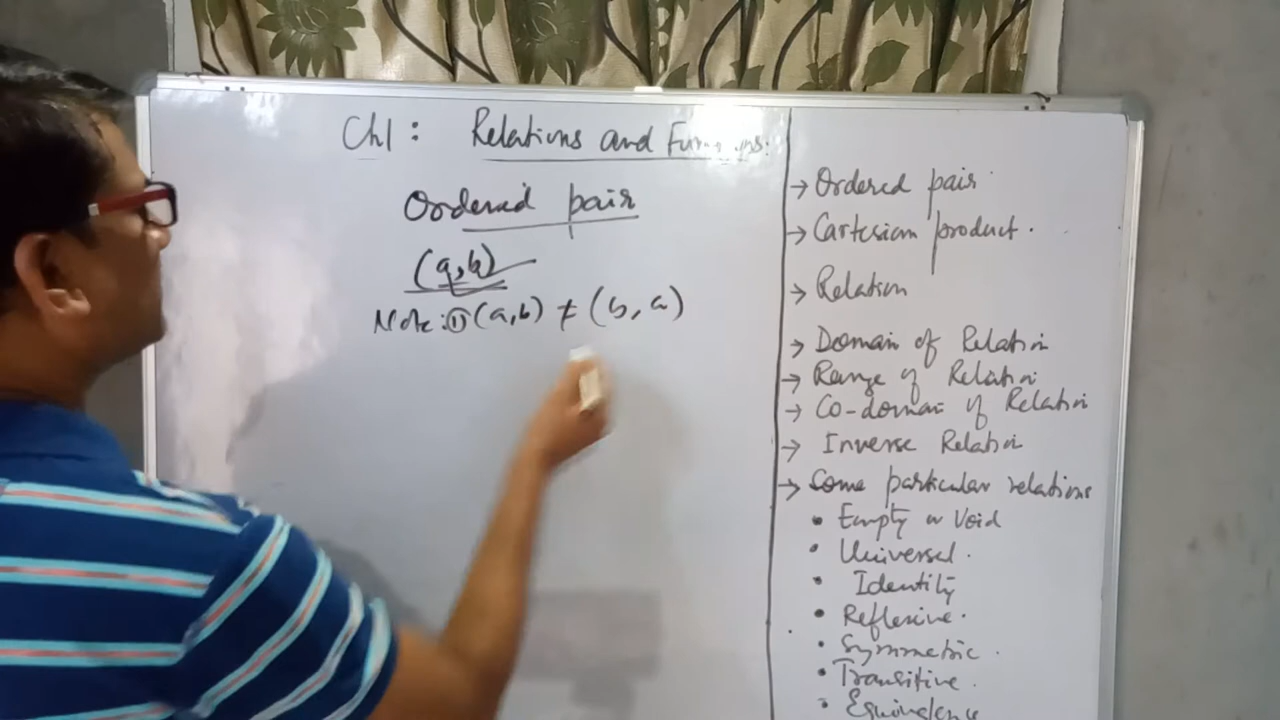 Ch1 : Relations and
Ordered pair
(a,b)
Note: ① (a,b) ≠ (b, a)
→ Ordered pair
→ Cartesian product.
→ Relation
→ Domain of Relation
→ Range of Relation
→ Co-domain of Relation
→ Inverse Relation
→ Some particular relations
• Empty or Void
• Universal.
• Identity
• Reflexive.
• Symmetric.
• Transitive.
• Equivalence